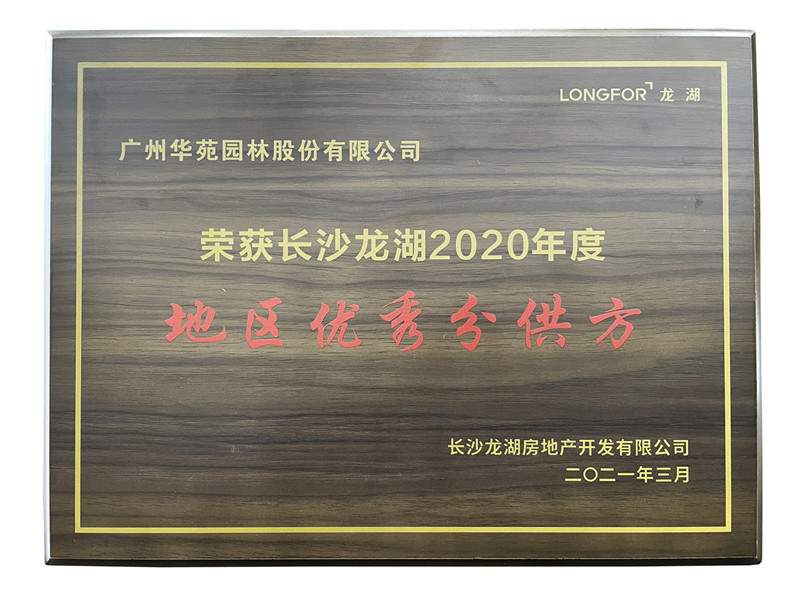 LONGFOR 龙湖
广州华苑园林股份有限公司
荣获长沙龙湖2020年度
地区优秀分供方
长沙龙湖房地产开发有限公司
二〇二一年三月